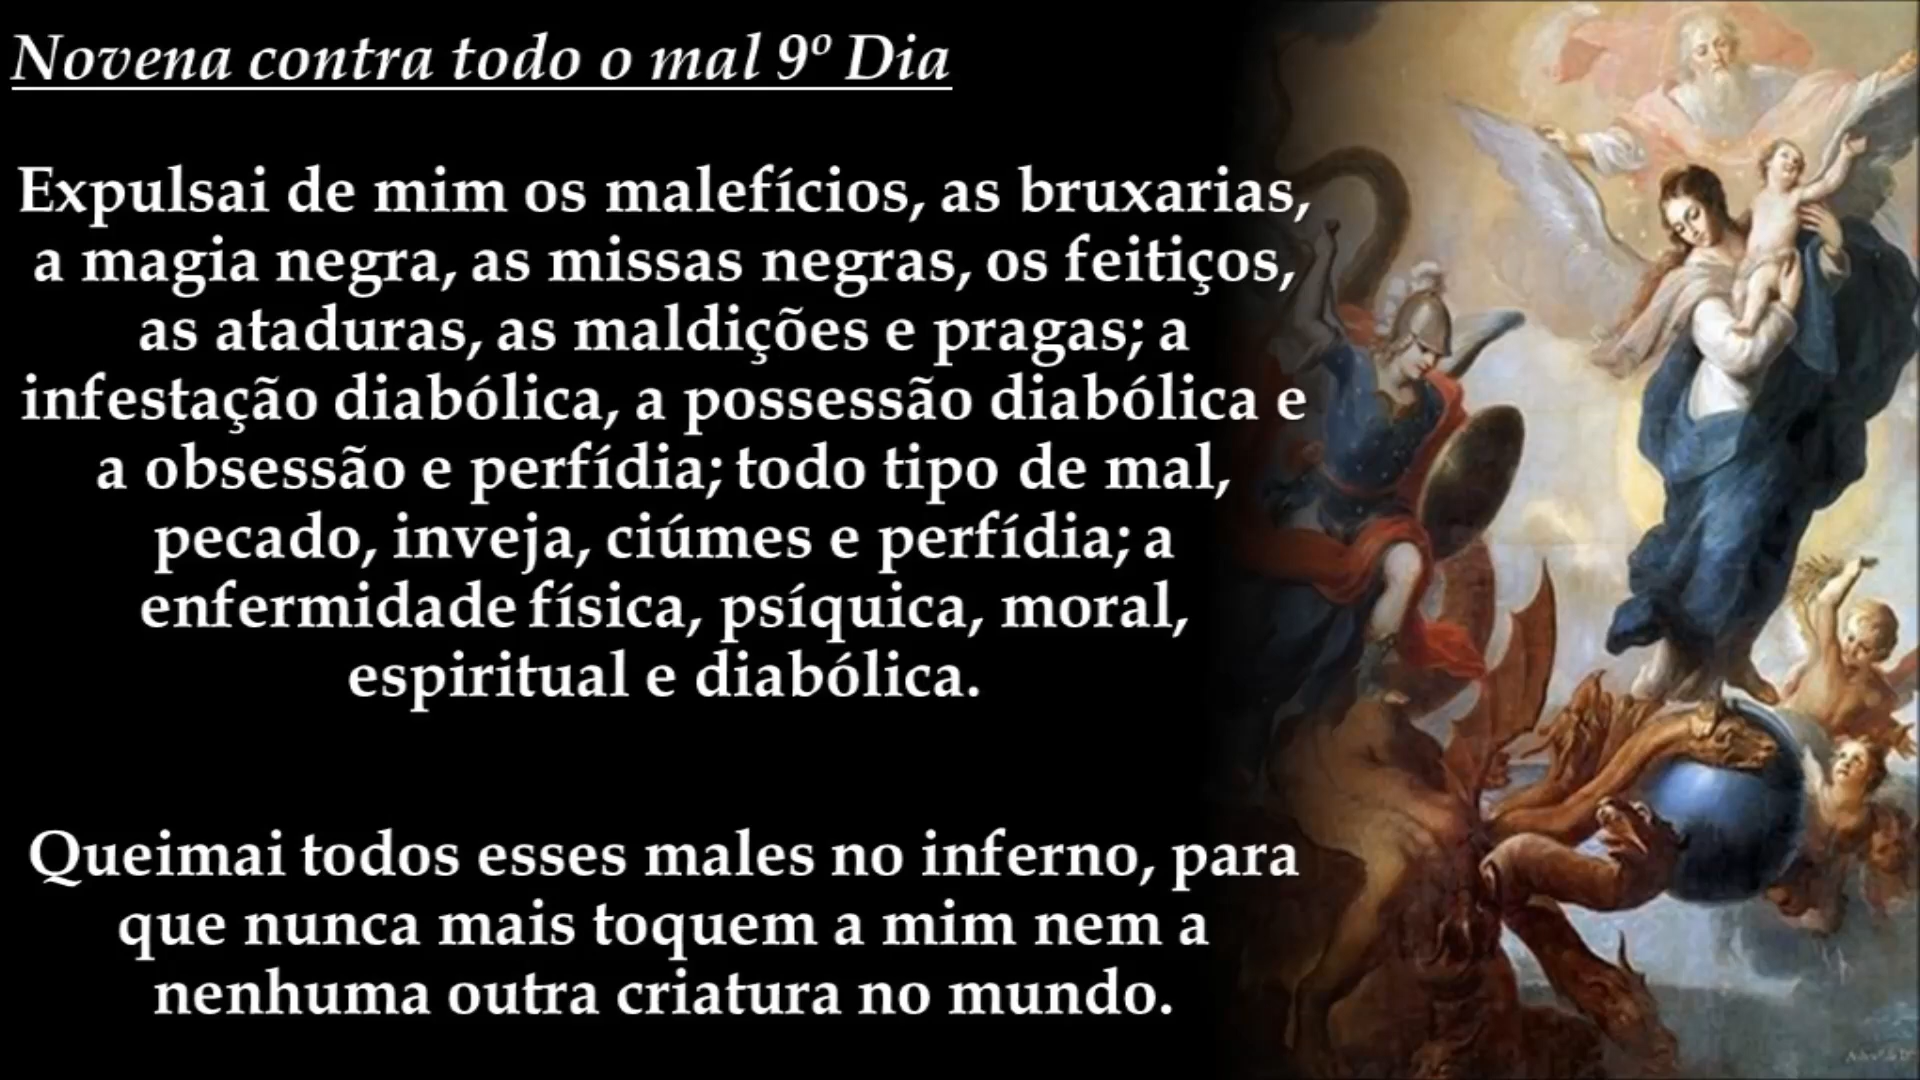 Novena contra todo o mal 9º Dia
Expulsai de mim os malefícios, as bruxarias,
a magia negra, as missas negras, os feitiços,
as ataduras, as maldições e pragas; a
infestação diabólica, a possessão diabólica e
a obsessão e perfídia; todo tipo de mal,
pecado, inveja, ciúmes e perfídia; a
enfermidade física, psíquica, moral,
espiritual e diabólica.
Queimai todos esses males no inferno, para
que nunca mais toquem a mim nem a
nenhuma outra criatura no mundo.